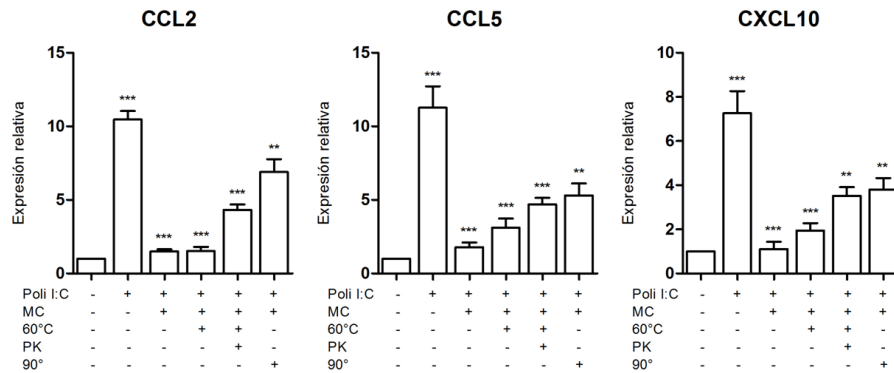 CCL2
CCL5
CXCL10
Expresión relativa
15
10
5
0
*** *** *** *** **
Expresión relativa
15
10
5
0
*** *** *** *** **
Expresión relativa
10
8
6
4
2
0
*** *** *** ** **
Poli I:C - + + + + +
MC - - + + + +
60°C - - - + + -
PK - - - - + -
90° - - - - - +
Poli I:C - + + + + +
MC - - + + + +
60°C - - - + + -
PK - - - - + -
90° - - - - - +
Poli I:C - + + + + +
MC - - + + + +
60°C - - - + + -
PK - - - - + -
90° - - - - - +